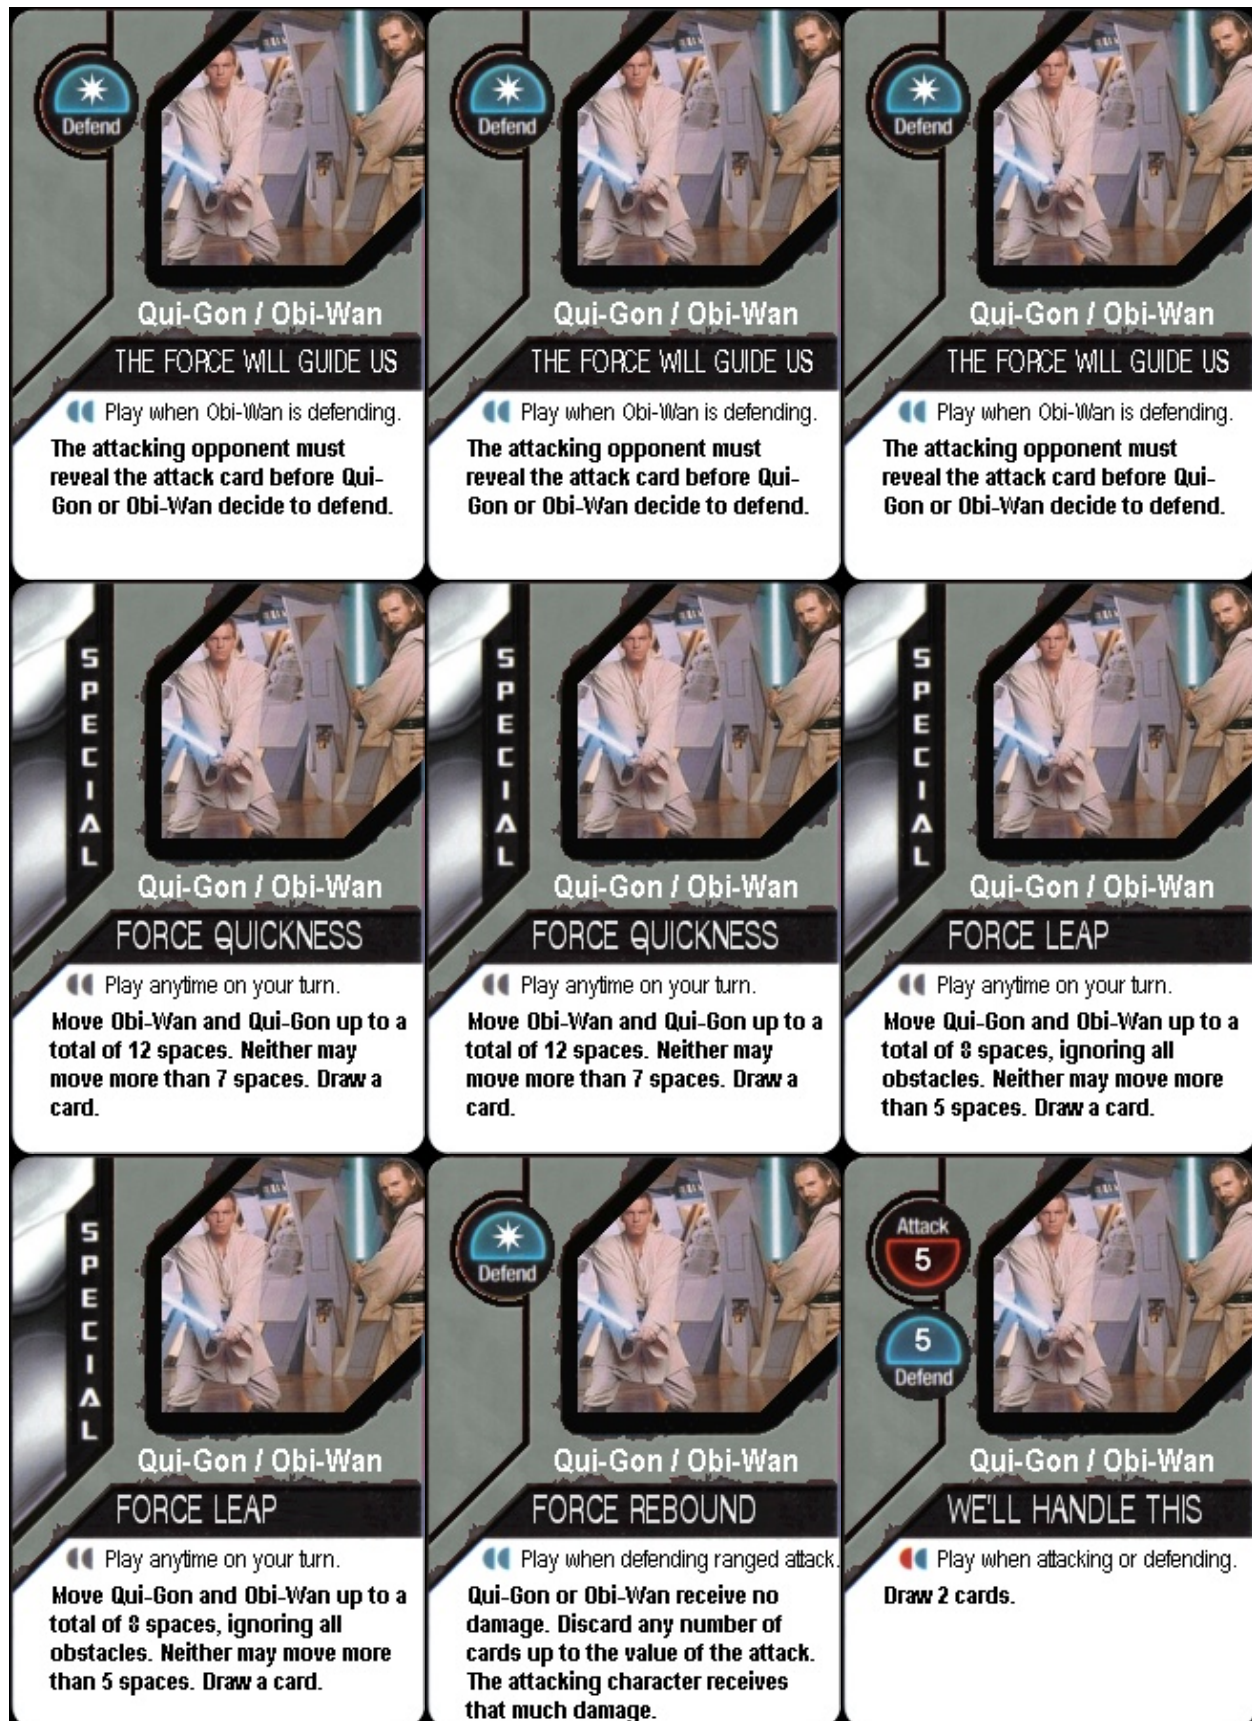 Defend
Qui-Gon / Obi-Wan
THE FORCE WILL GUIDE US
Play when Obi-Wan is defending.
The attacking opponent must
reveal the attack card before Qui-
Gon or Obi-Wan decide to defend.
Defend
Qui-Gon / Obi-Wan
THE FORCE WILL GUIDE US
Play when Obi-Wan is defending.
The attacking opponent must
reveal the attack card before Qui-
Gon or Obi-Wan decide to defend.
Defend
Qui-Gon / Obi-Wan
THE FORCE WILL GUIDE US
Play when Obi-Wan is defending.
The attacking opponent must
reveal the attack card before Qui-
Gon or Obi-Wan decide to defend.
SPECIAL
Qui-Gon / Obi-Wan
FORCE QUICKNESS
Play anytime on your turn.
Move Obi-Wan and Qui-Gon up to a
total of 12 spaces. Neither may
move more than 7 spaces. Draw a
card.
SPECIAL
Qui-Gon / Obi-Wan
FORCE QUICKNESS
Play anytime on your turn.
Move Obi-Wan and Qui-Gon up to a
total of 12 spaces. Neither may
move more than 7 spaces. Draw a
card.
SPECIAL
Qui-Gon / Obi-Wan
FORCE LEAP
Play anytime on your turn.
Move Qui-Gon and Obi-Wan up to a
total of 8 spaces, ignoring all
obstacles. Neither may move more
than 5 spaces. Draw a card.
SPECIAL
Qui-Gon / Obi-Wan
FORCE LEAP
Play anytime on your turn.
Move Qui-Gon and Obi-Wan up to a
total of 8 spaces, ignoring all
obstacles. Neither may move more
than 5 spaces. Draw a card.
Defend
Qui-Gon / Obi-Wan
FORCE REBOUND
Play when defending ranged attack.
Qui-Gon or Obi-Wan receive no
damage. Discard any number of
cards up to the value of the attack.
The attacking character receives
that much damage.
Attack
5
5
Defend
Qui-Gon / Obi-Wan
WE'LL HANDLE THIS
Play when attacking or defending.
Draw 2 cards.